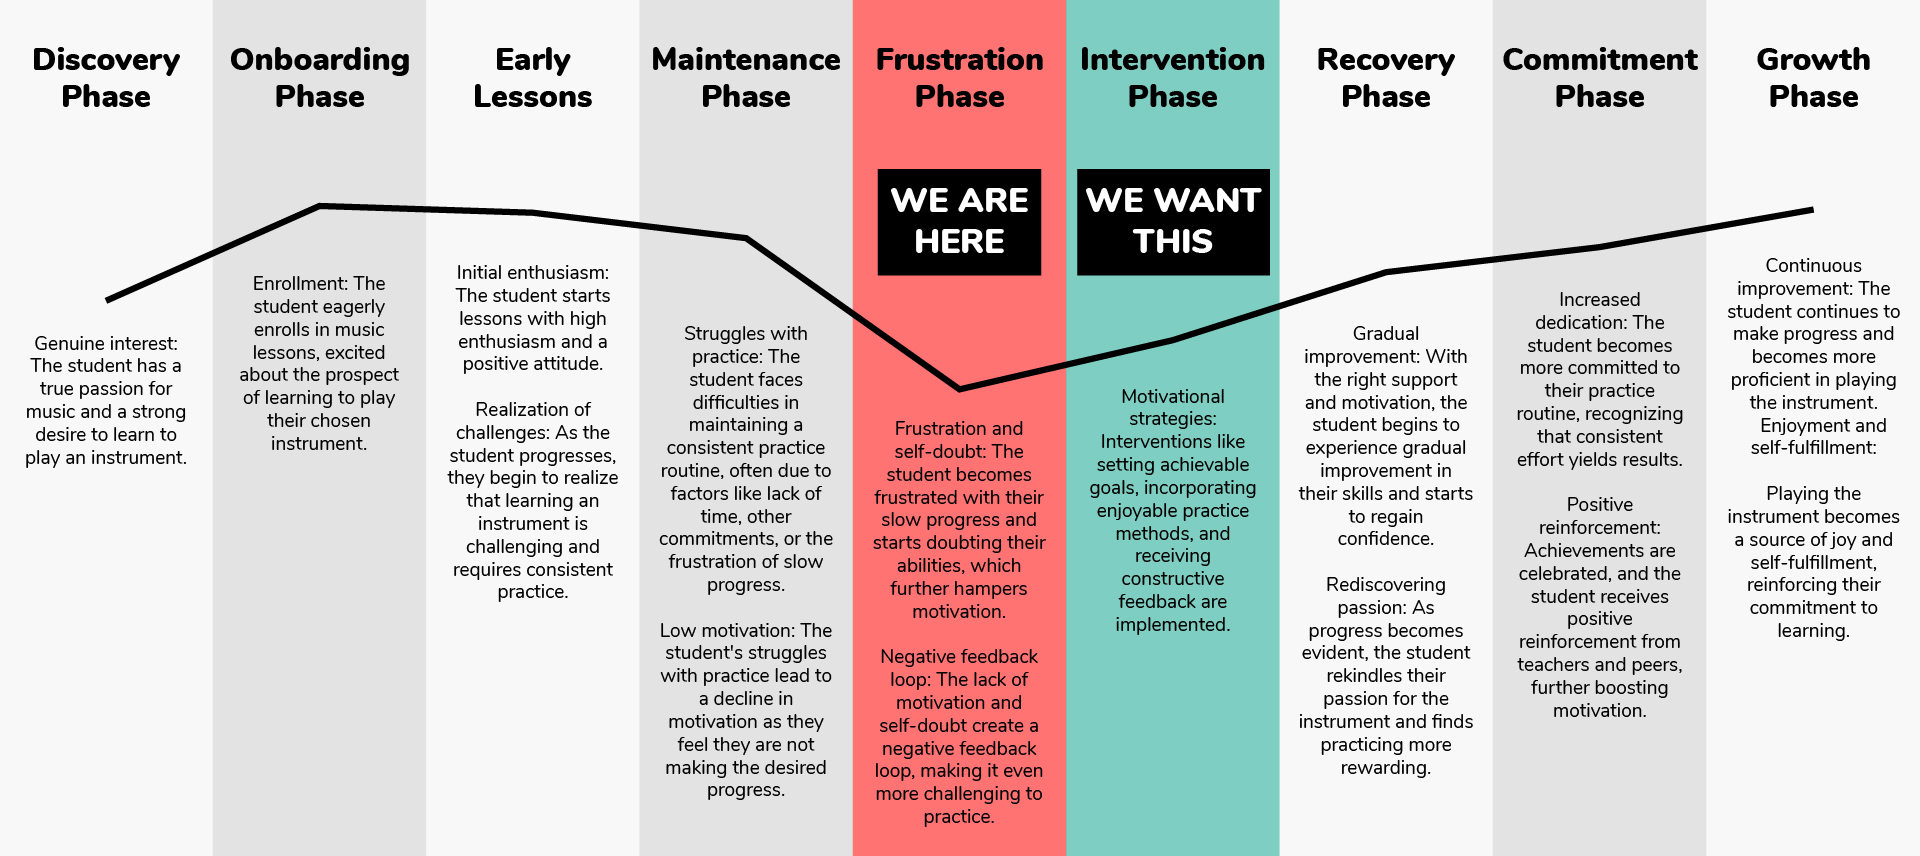 Discovery
Phase
Genuine interest:
The student has a
true passion for
music and a strong
desire to learn to
play an instrument.
Onboarding
Phase
Enrollment: The
student eagerly
enrolls in music
lessons, excited
about the prospect
of learning to play
their chosen
instrument.
Early
Lessons
Initial enthusiasm:
The student starts
lessons with high
enthusiasm and a
positive attitude.
Realization of
challenges: As the
student progresses,
they begin to realize
that learning an
instrument is
challenging and
requires consistent
practice.
Maintenance
Phase
Struggles with
practice: The
student faces
difficulties in
maintaining a
consistent practice
routine, often due to
factors like lack of
time, other
commitments, or the
frustration of slow
progress.
Low motivation: The
student's struggles
with practice lead to
a decline in
motivation as they
feel they are not
making the desired
progress.
Frustration
Phase
WE ARE
HERE
Frustration and
self-doubt: The
student becomes
frustrated with their
slow progress and
starts doubting their
abilities, which
further hampers
motivation.
Negative feedback
loop: The lack of
motivation and
self-doubt create a
negative feedback
loop, making it even
more challenging to
practice.
Intervention
Phase
WE WANT
THIS
Motivational
strategies:
Interventions like
setting achievable
goals, incorporating
enjoyable practice
methods, and
receiving
constructive
feedback are
implemented.
Recovery
Phase
Gradual
improvement: With
the right support
and motivation, the
student begins to
experience gradual
improvement in
their skills and starts
to regain
confidence.
Rediscovering
passion: As
progress becomes
evident, the student
rekindles their
passion for the
instrument and finds
practicing more
rewarding.
Commitment
Phase
Increased
dedication: The
student becomes
more committed to
their practice
routine, recognizing
that consistent
effort yields results.
Positive
reinforcement:
Achievements are
celebrated, and the
student receives
positive
reinforcement from
teachers and peers,
further boosting
motivation.
Growth
Phase
Continuous
improvement: The
student continues to
make progress and
becomes more
proficient in playing
the instrument.
Enjoyment and
self-fulfillment:
Playing the
instrument becomes
a source of joy and
self-fulfillment,
reinforcing their
commitment to
learning.